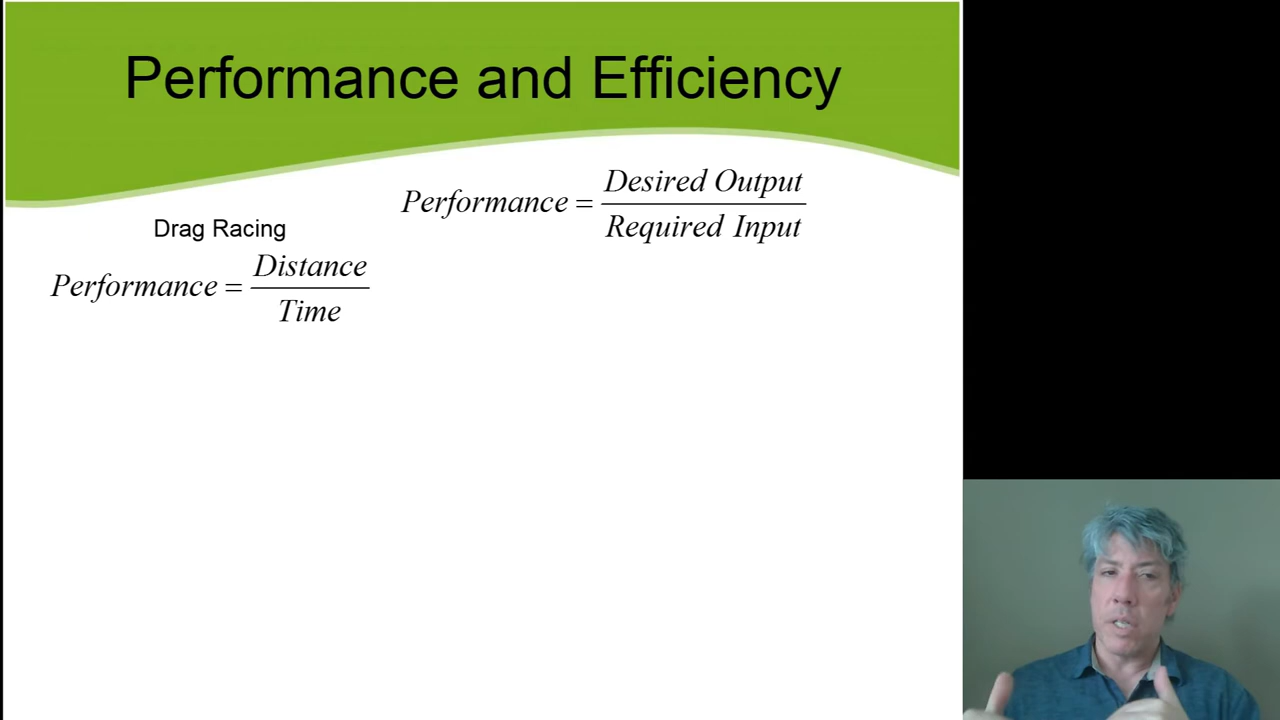 Performance and Efficiency
Performance = Desired Output / Required Input
Drag Racing
Performance = Distance / Time